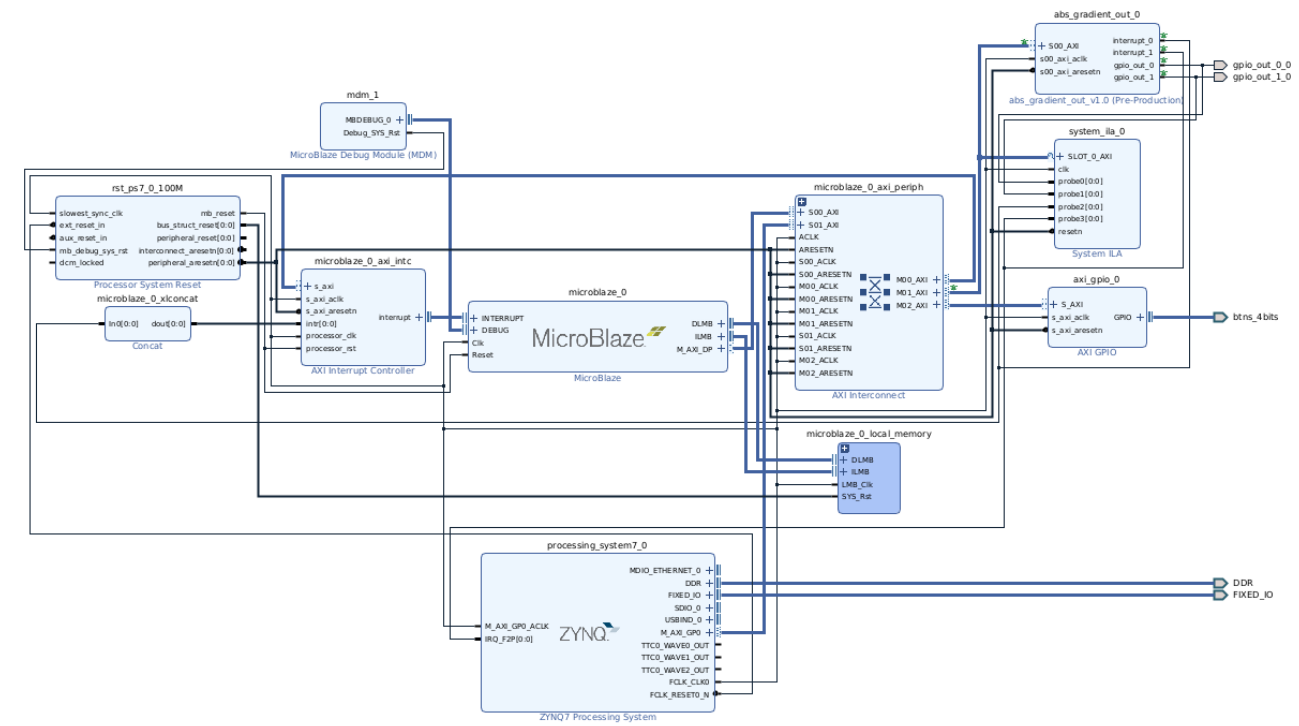 abs_gradient_out_0
S00_AXI
s00_axi_aclk
s00_axi_aresetn
interrupt_0
interrupt_1
gpio_out_0
gpio_out_1
abs_gradient_out_v1.0 (Pre-Production)
gpio_out_0_0
gpio_out_1_0
mdm_1
MBDEBUG_0
Debug_SYS_Rst
MicroBlaze Debug Module (MDM)
system_ila_0
SLOT_0_AXI
clk
probe0[0:0]
probe1[0:0]
probe2[0:0]
probe3[0:0]
resetn
System ILA
rst_ps7_0_100M
slowest_sync_clk
ext_reset_in
aux_reset_in
mb_debug_sys_rst
dcm_locked
mb_reset
bus_struct_reset[0:0]
peripheral_reset[0:0]
interconnect_aresetn[0:0]
peripheral_aresetn[0:0]
Processor System Reset
microblaze_0_axi_periph
S00_AXI
S01_AXI
ACLK
ARESETN
S00_ACLK
S00_ARESETN
M00_ACLK
M00_ARESETN
M01_ACLK
M01_ARESETN
S01_ACLK
S01_ARESETN
M02_ACLK
M02_ARESETN
M00_AXI
M01_AXI
M02_AXI
AXI Interconnect
microblaze_0_axi_intc
s_axi
s_axi_aclk
s_axi_aresetn
intr[0:0]
processor_clk
processor_rst
interrupt
AXI Interrupt Controller
microblaze_0_xlconcat
In0[0:0]
dout[0:0]
Concat
microblaze_0
INTERRUPT
DEBUG
Clk
Reset
MicroBlaze
DLMB
ILMB
M_AXI_DP
MicroBlaze
axi_gpio_0
S_AXI
s_axi_aclk
s_axi_aresetn
GPIO
AXI GPIO
btns_4bits
microblaze_0_local_memory
DLMB
ILMB
LMB_Clk
SYS_Rst
processing_system7_0
M_AXI_GP0_ACLK
IRQ_F2P[0:0]
ZYNQ
MDIO_ETHERNET_0
DDR
FIXED_IO
SDIO_0
USBIND_0
M_AXI_GP0
TTC0_WAVE0_OUT
TTC0_WAVE1_OUT
TTC0_WAVE2_OUT
FCLK_CLK0
FCLK_RESET0_N
ZYNQ7 Processing System
DDR
FIXED_IO